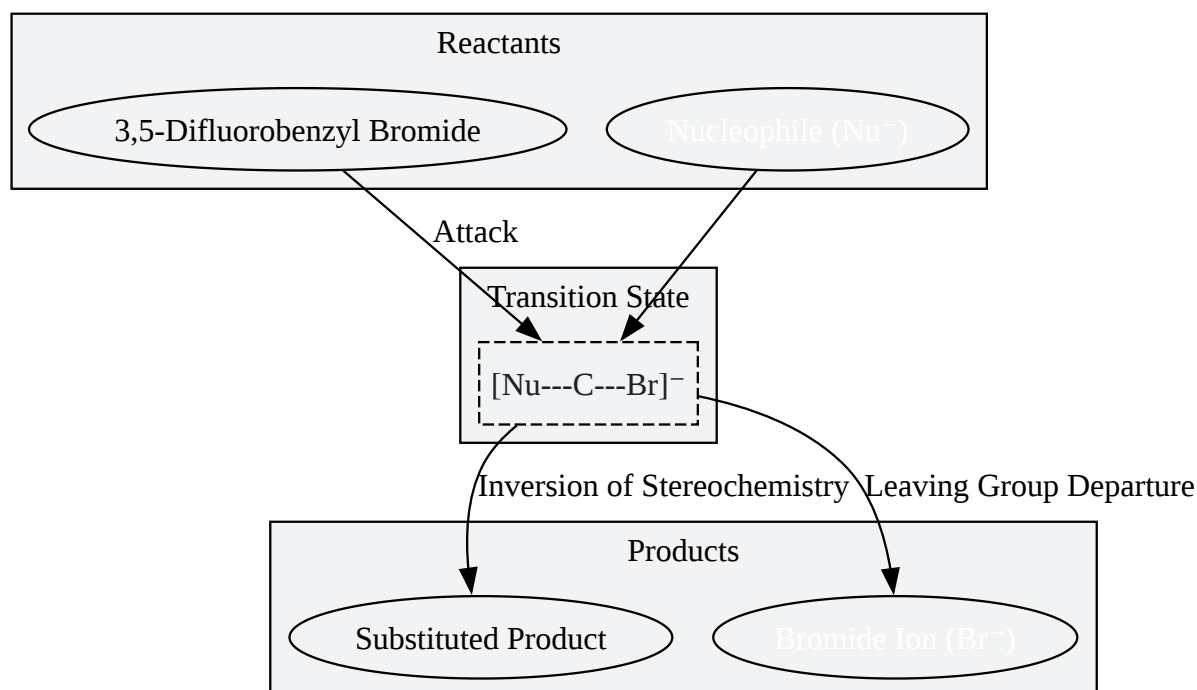 Reactants
3,5-Difluorobenzyl Bromide
Nucleophile (Nu⁻)
Attack
Transition State
[Nu---C---Br]⁻
Inversion of Stereochemistry
Leaving Group Departure
Products
Substituted Product
Bromide Ion (Br⁻)